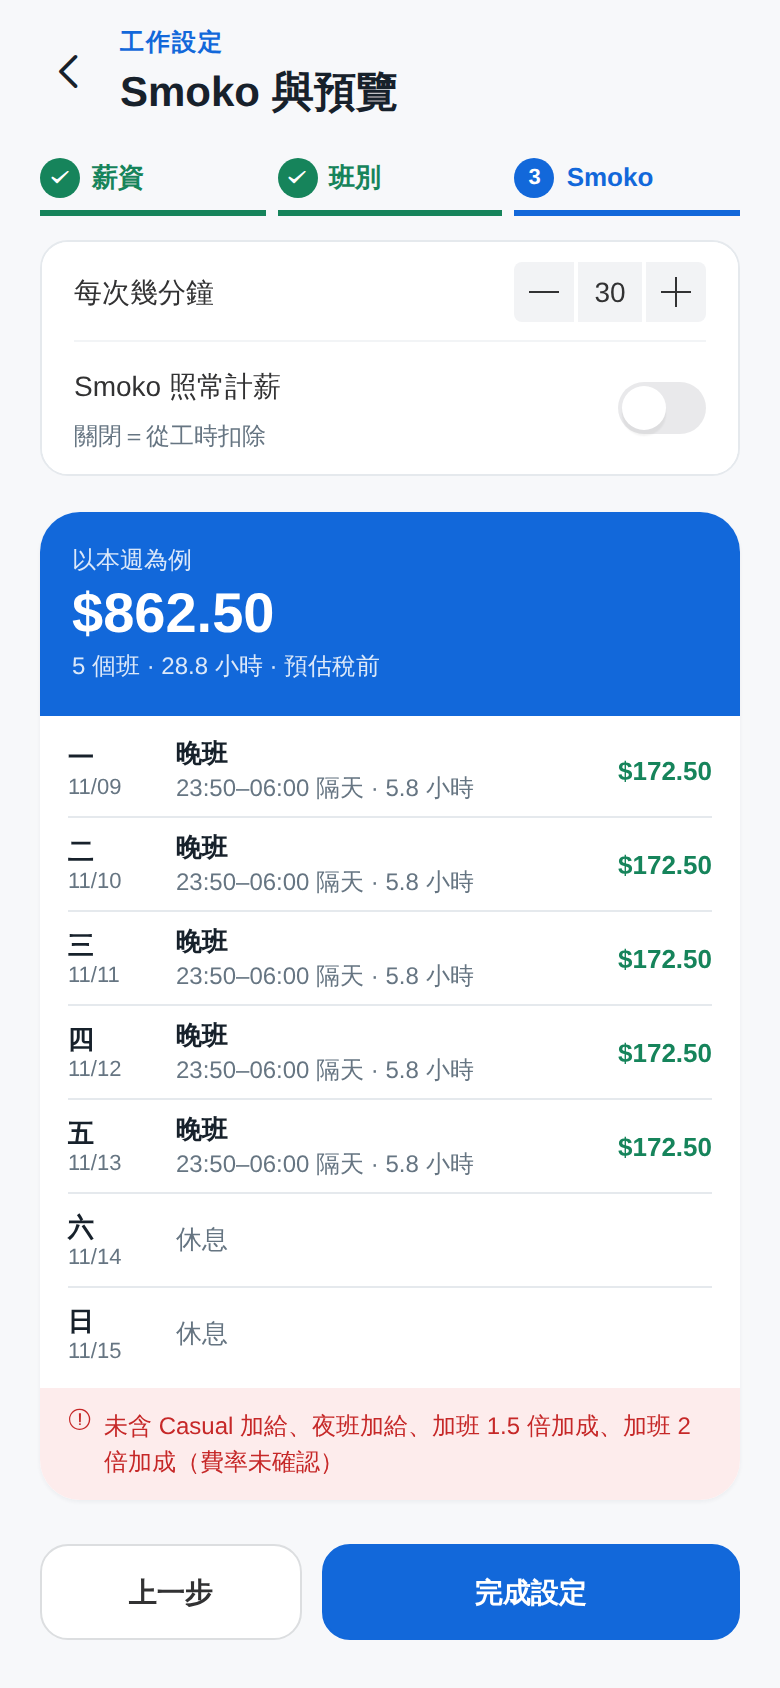 工作設定
Smoko 與預覽
薪資
班別
3 Smoko
每次幾分鐘
30
Smoko 照常計薪
關閉＝從工時扣除
以本週為例
$862.50
5 個班 · 28.8 小時 · 預估稅前
一 晚班
11/09 23:50–06:00 隔天 · 5.8 小時 $172.50
二 晚班
11/10 23:50–06:00 隔天 · 5.8 小時 $172.50
三 晚班
11/11 23:50–06:00 隔天 · 5.8 小時 $172.50
四 晚班
11/12 23:50–06:00 隔天 · 5.8 小時 $172.50
五 晚班
11/13 23:50–06:00 隔天 · 5.8 小時 $172.50
六
11/14 休息
日
11/15 休息
未含 Casual 加給、夜班加給、加班 1.5 倍加成、加班 2
倍加成（費率未確認）
上一步
完成設定